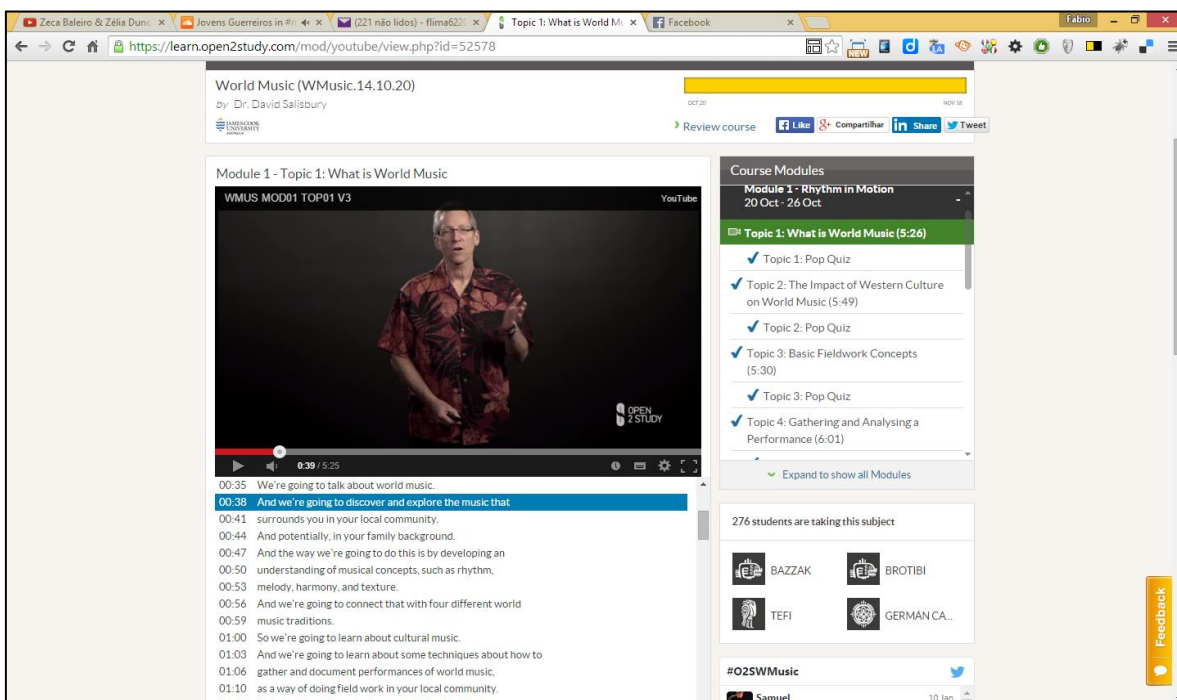 Zeca Baleiro & Zélia Dunc
Jovens Guerreiros in #r
(221 não lidos) - flima622
Topic 1: What is World Mu
Facebook
Fabio
https://learn.open2study.com/mod/youtube/view.php?id=52578
NEW
World Music (WMusic.14.10.20)
by Dr. David Salisbury
OCT 20
NOV 18
JAMES COOK
UNIVERSITY
AUSTRALIA
Review course
Like
Compartilhar
Share
Tweet
Module 1 - Topic 1: What is World Music
WMUS MOD01 TOP01 V3
YouTube
OPEN
2 STUDY
0:39 / 5:25
00:35 We're going to talk about world music.
00:38 And we're going to discover and explore the music that
00:41 surrounds you in your local community.
00:44 And potentially, in your family background.
00:47 And the way we're going to do this is by developing an
00:50 understanding of musical concepts, such as rhythm,
00:53 melody, harmony, and texture.
00:56 And we're going to connect that with four different world
00:59 music traditions.
01:00 So we're going to learn about cultural music.
01:03 And we're going to learn about some techniques about how to
01:06 gather and document performances of world music,
01:10 as a way of doing field work in your local community.
Course Modules
Module 1 - Rhythm in Motion
20 Oct - 26 Oct
Topic 1: What is World Music (5:26)
Topic 1: Pop Quiz
Topic 2: The Impact of Western Culture
on World Music (5:49)
Topic 2: Pop Quiz
Topic 3: Basic Fieldwork Concepts
(5:30)
Topic 3: Pop Quiz
Topic 4: Gathering and Analysing a
Performance (6:01)
Expand to show all Modules
276 students are taking this subject
BAZZAK
BROTIBI
TEFI
GERMAN CA...
Feedback
#O2SWMusic
Samuel
10 Jan